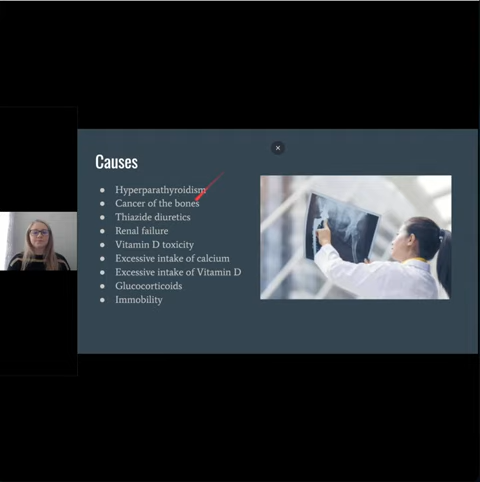 Causes
● Hyperparathyroidism
● Cancer of the bones
● Thiazide diuretics
● Renal failure
● Vitamin D toxicity
● Excessive intake of calcium
● Excessive intake of Vitamin D
● Glucocorticoids
● Immobility